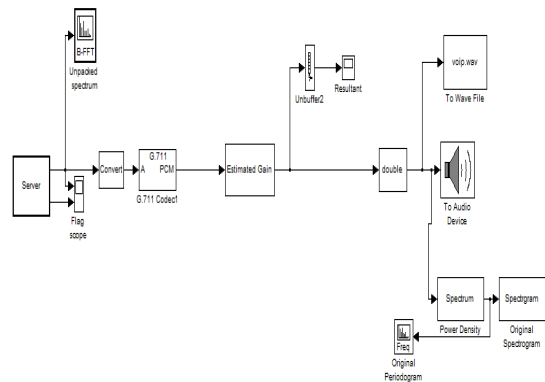 B-FFT
Unpacked
spectrum
Server
Flag
scope
Convert
G.711
A PCM
G.711 Codec1
Estimated Gain
Unbuffer2
Resultant
double
voip.wav
To Wave File
To Audio
Device
Spectrum
Power Density
Spectrgram
Original
Spectrogram
Freq
Original
Periodogram